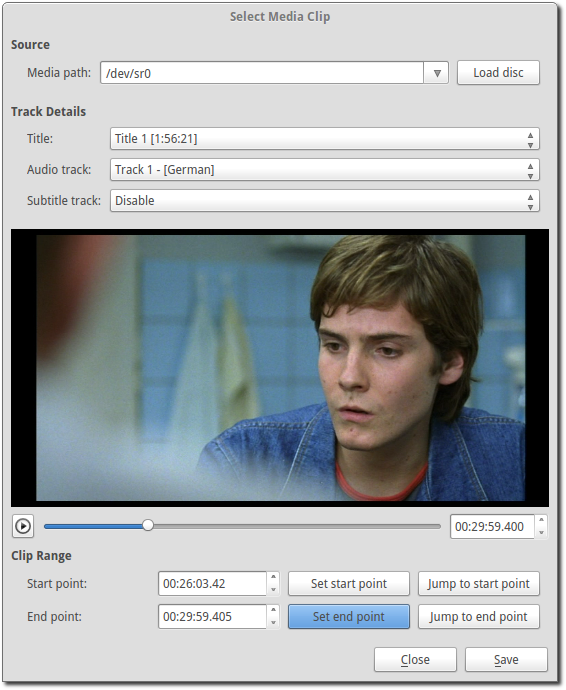 Select Media Clip
Source
Media path: /dev/sr0 Load disc
Track Details
Title: Title 1 [1:56:21]
Audio track: Track 1 - [German]
Subtitle track: Disable
00:29:59.400
Clip Range
Start point: 00:26:03.42 Set start point Jump to start point
End point: 00:29:59.405 Set end point Jump to end point
Close Save